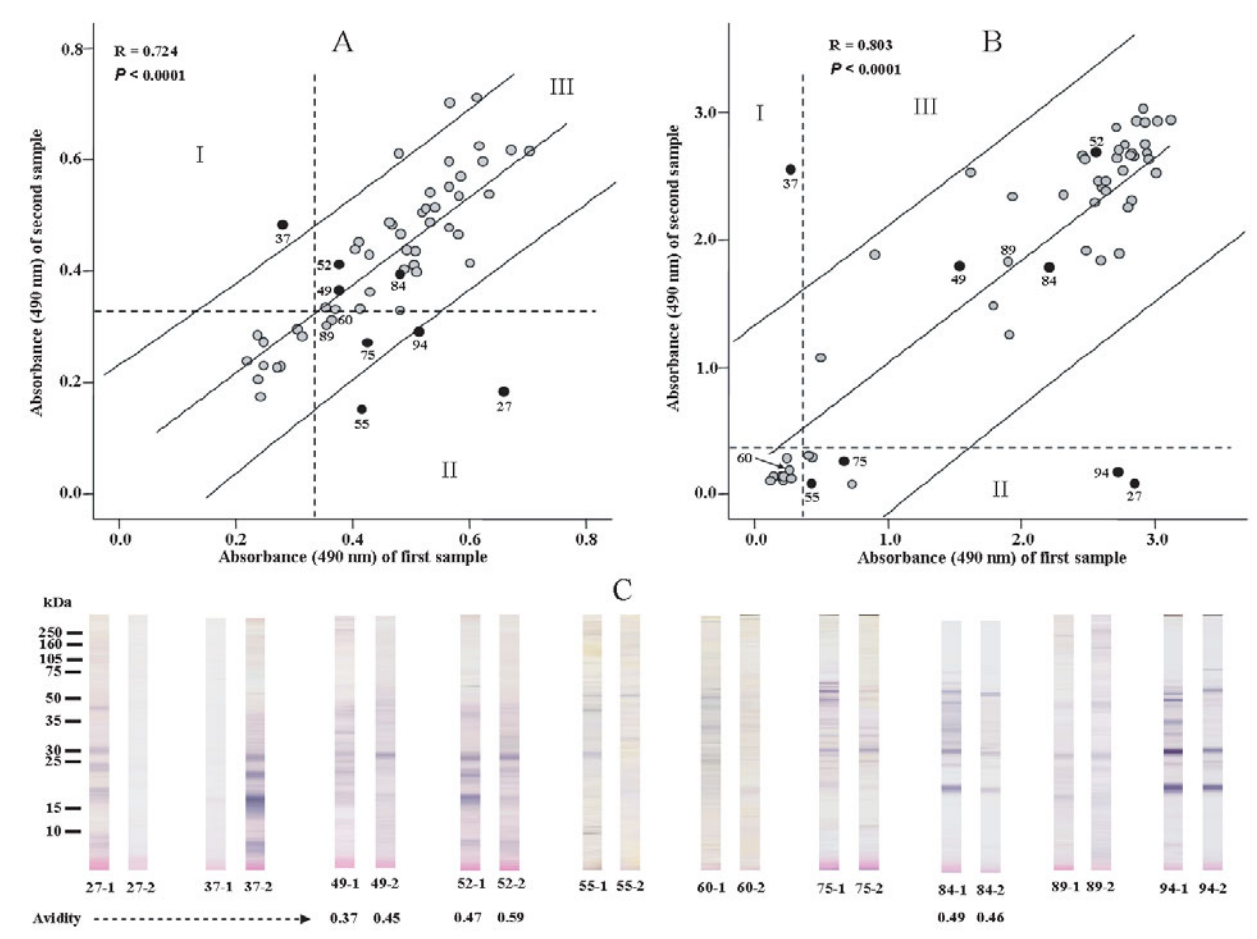 A
R = 0.724
P < 0.0001
I
II
III
0.8
0.6
0.4
0.2
0.0
Absorbance (490 nm) of second sample
37
52
49
84
60
89
75
94
55
27
0.0 0.2 0.4 0.6 0.8
Absorbance (490 nm) of first sample
B
R = 0.803
P < 0.0001
I
III
II
3.0
2.0
1.0
0.0
Absorbance (490 nm) of second sample
37
52
89
49
84
60
75
55
94
27
0.0 1.0 2.0 3.0
Absorbance (490 nm) of first sample
C
kDa
250
160
105
75
50
35
30
25
15
10
27-1 27-2 37-1 37-2 49-1 49-2 52-1 52-2 55-1 55-2 60-1 60-2 75-1 75-2 84-1 84-2 89-1 89-2 94-1 94-2
Avidity 0.37 0.45 0.47 0.59 0.49 0.46